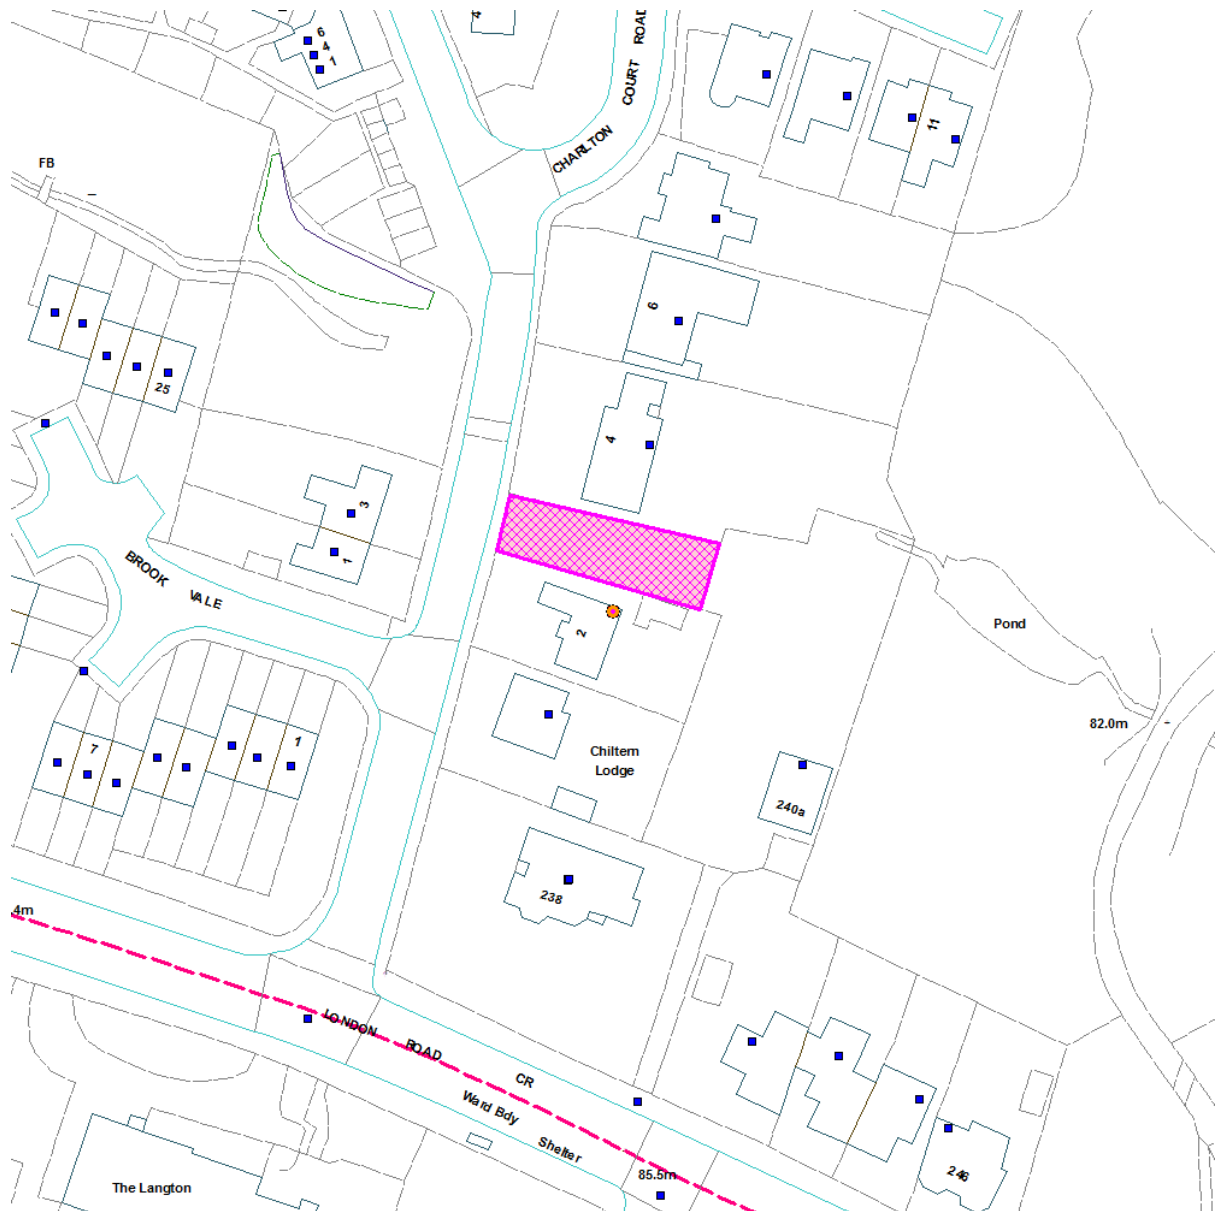 4
6
4
1
CHARLTON COURT ROAD
11
FB
6
25
4
3
1
BROOK VALE
2
Pond
82.0m
7
1
Chiltern
Lodge
240a
238
4m
LONDON ROAD
CR
Ward Bdy
Shelter
85.5m
246
The Langton